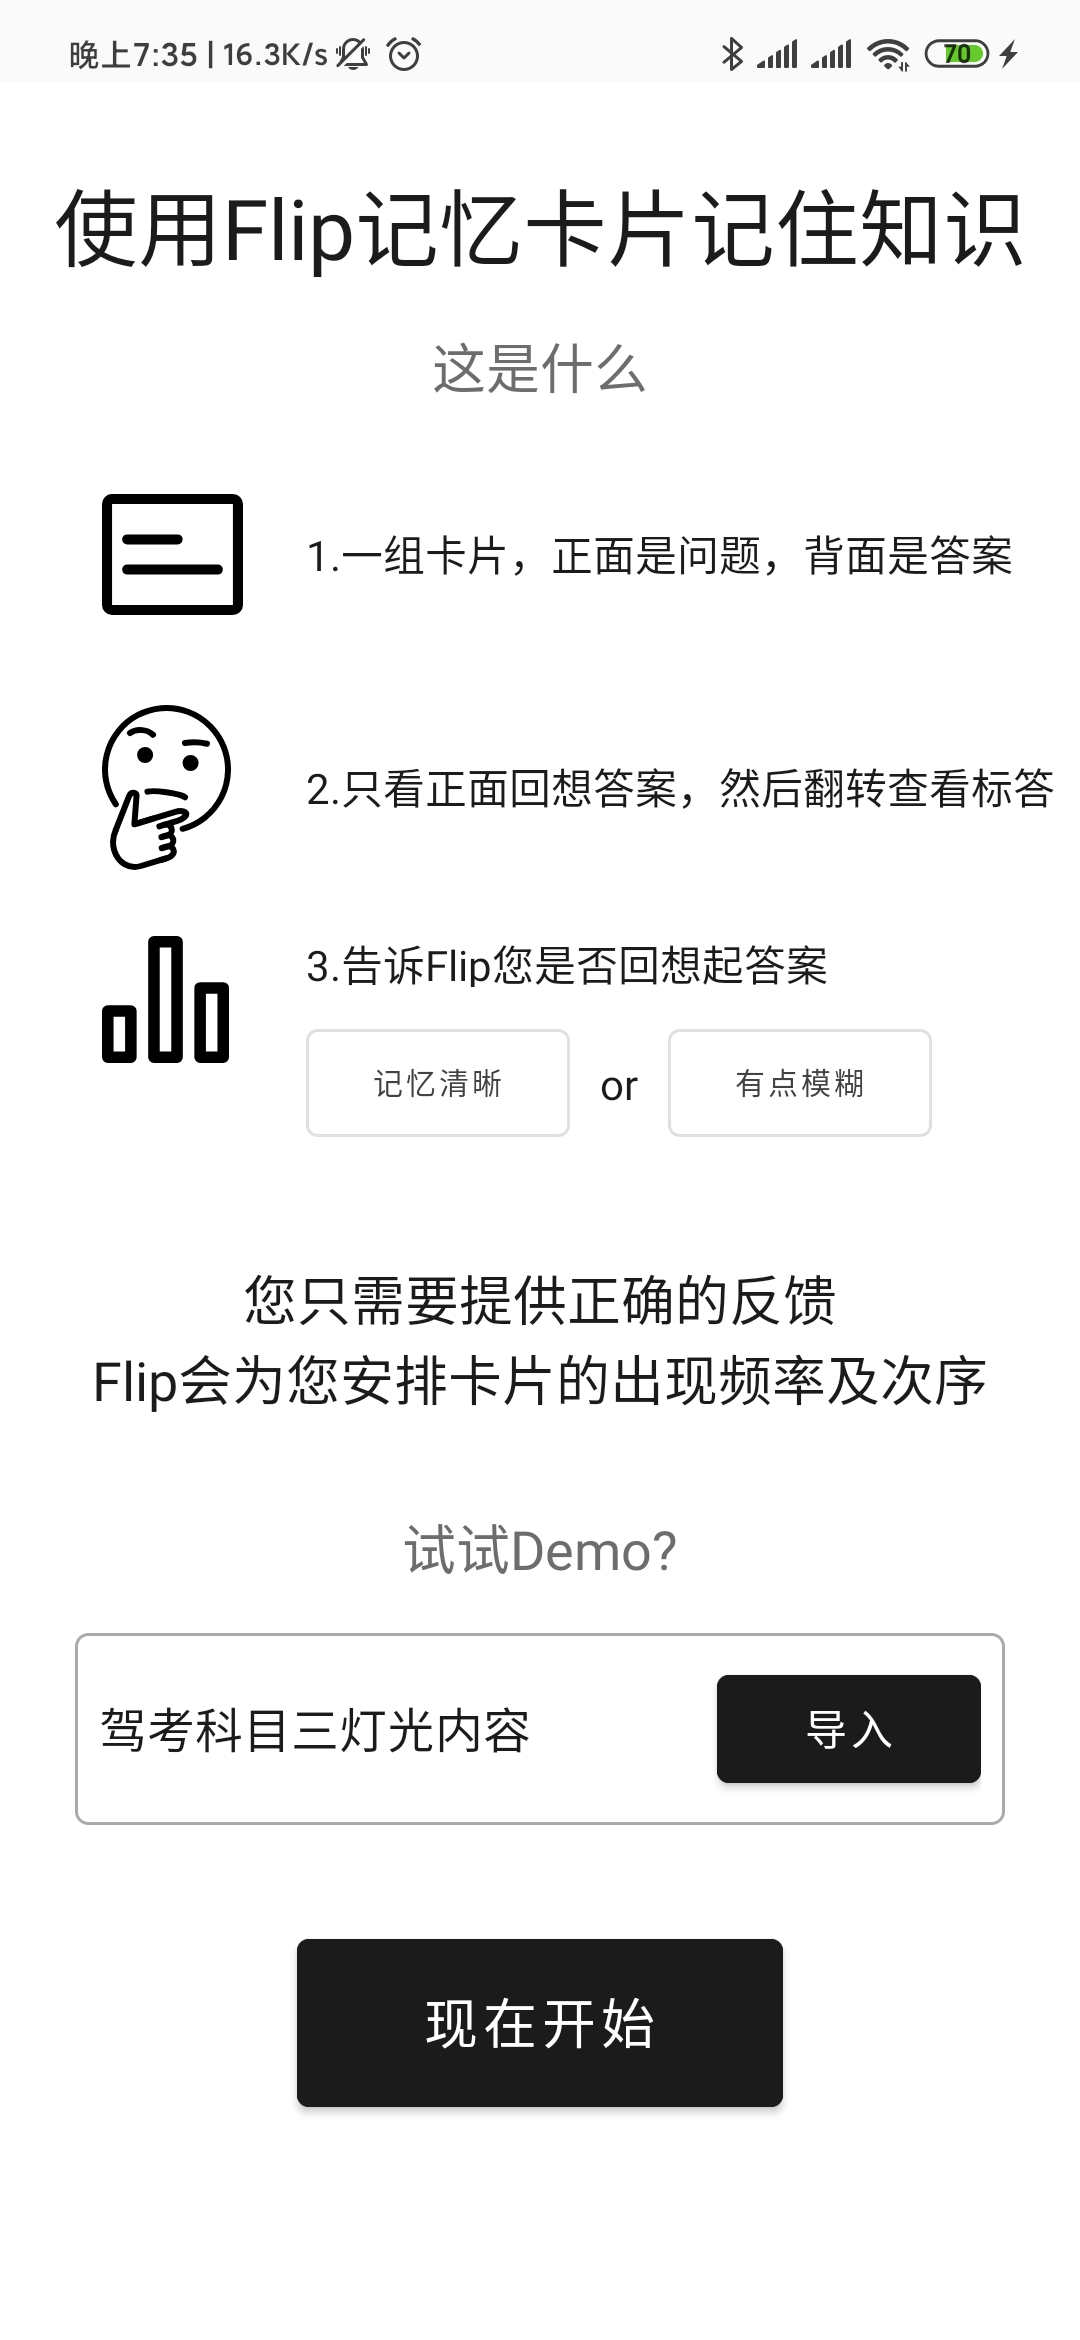 晚上7:35 | 16.3K/s
70
使用Flip记忆卡片记住知识
这是什么
1.一组卡片，正面是问题，背面是答案
2.只看正面回想答案，然后翻转查看标答
3.告诉Flip您是否回想起答案
记忆清晰 or 有点模糊
您只需要提供正确的反馈
Flip会为您安排卡片的出现频率及次序
试试Demo?
驾考科目三灯光内容 导入
现在开始